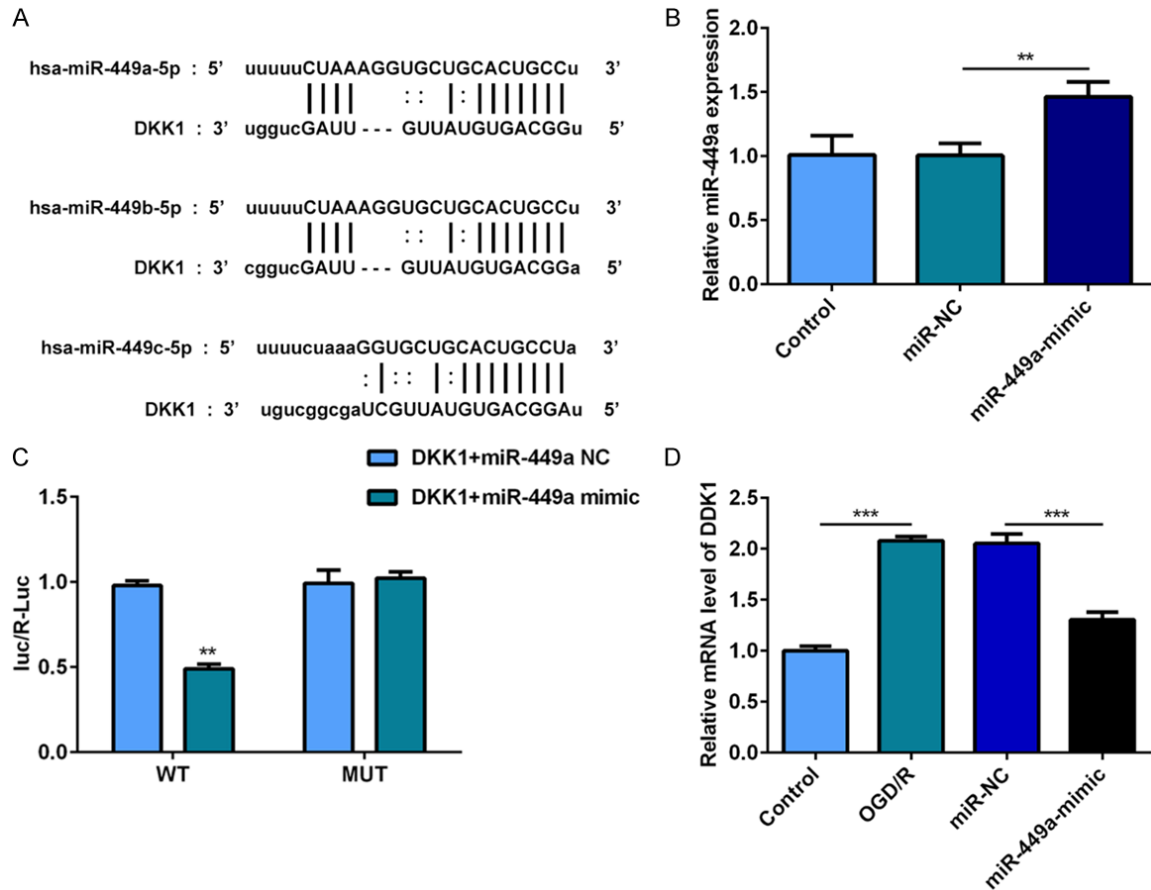 A
hsa-miR-449a-5p : 5’ uuuuuCUAAAGGUGCUGCACUGCCu 3’
: : :
DKK1 : 3’ uggucGAUU - - - GUUAUGUGACGGu 5’
hsa-miR-449b-5p : 5’ uuuuuCUAAAGGUGCUGCACUGCCu 3’
: : :
DKK1 : 3’ cggucGAUU - - - GUUAUGUGACGGa 5’
hsa-miR-449c-5p : 5’ uuuucuaaaGGUGCUGCACUGCCUa 3’
: : : :
DKK1 : 3’ ugucggcgaUCGUUAUGUGACGGAu 5’
B
Relative miR-449a expression
2.0
1.5
1.0
0.5
0.0
**
Control
miR-NC
miR-449a-mimic
C
DKK1+miR-449a NC
DKK1+miR-449a mimic
luc/R-Luc
1.5
1.0
0.5
0.0
**
WT
MUT
D
Relative mRNA level of DDK1
2.5
2.0
1.5
1.0
0.5
0.0
***
***
Control
OGD/R
miR-NC
miR-449a-mimic